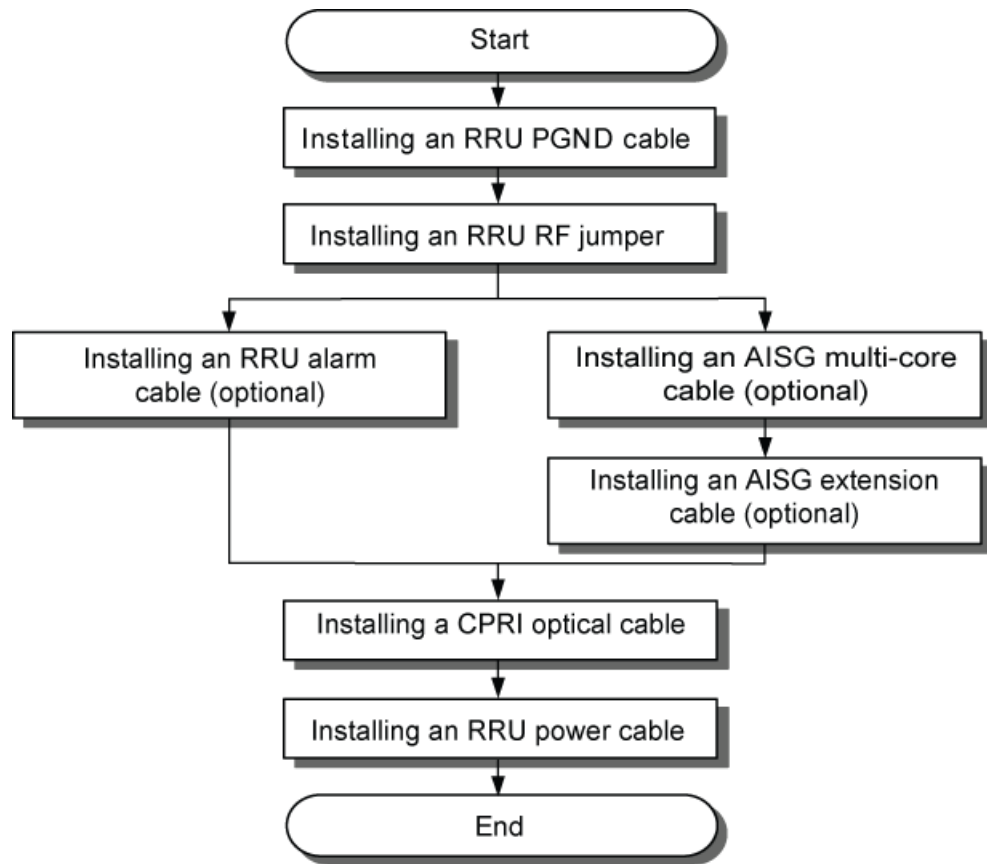 Start
Installing an RRU PGND cable
Installing an RRU RF jumper
Installing an RRU alarm
cable (optional)
Installing an AISG multi-core
cable (optional)
Installing an AISG extension
cable (optional)
Installing a CPRI optical cable
Installing an RRU power cable
End